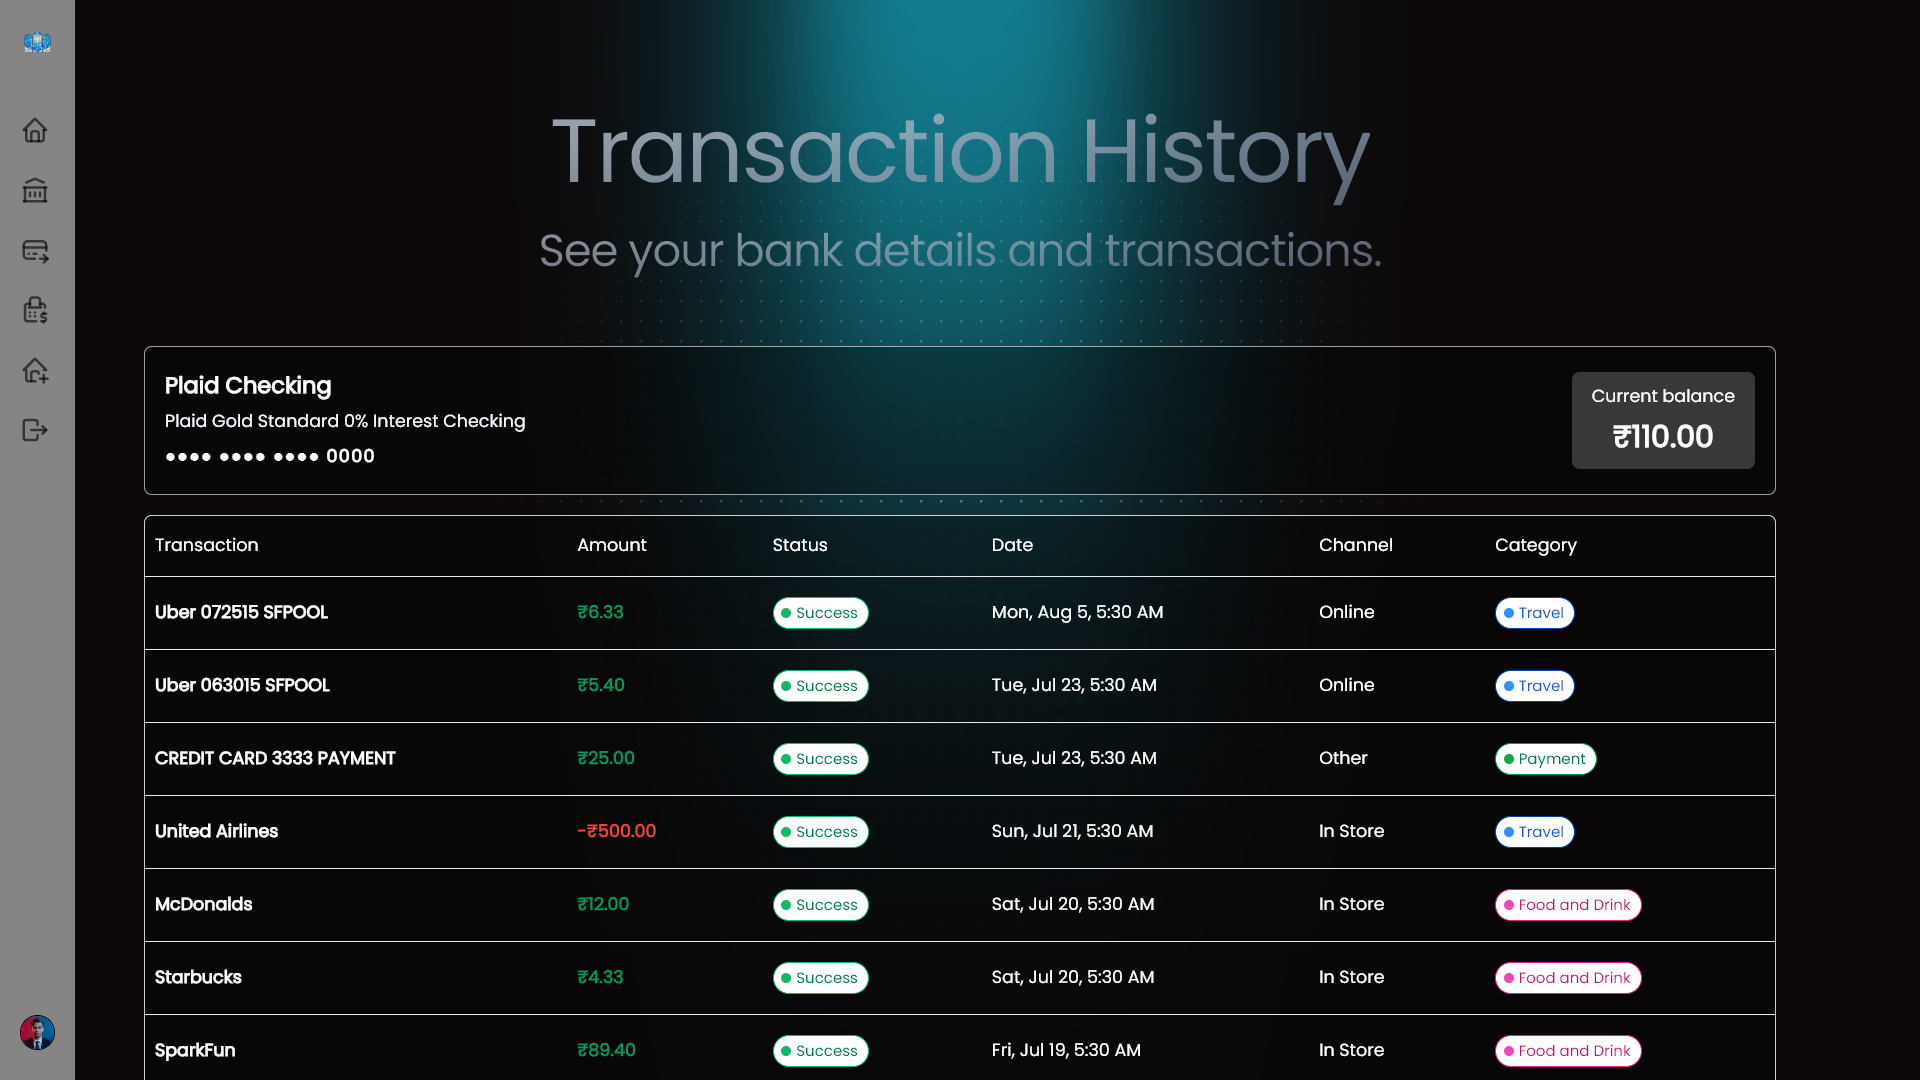 Transaction History
See your bank details and transactions.
Plaid Checking
Plaid Gold Standard 0% Interest Checking
●●●● ●●●● ●●●● 0000
Current balance
₹110.00
Transaction Amount Status Date Channel Category
Uber 072515 SFPOOL ₹6.33 Success Mon, Aug 5, 5:30 AM Online Travel
Uber 063015 SFPOOL ₹5.40 Success Tue, Jul 23, 5:30 AM Online Travel
CREDIT CARD 3333 PAYMENT ₹25.00 Success Tue, Jul 23, 5:30 AM Other Payment
United Airlines -₹500.00 Success Sun, Jul 21, 5:30 AM In Store Travel
McDonalds ₹12.00 Success Sat, Jul 20, 5:30 AM In Store Food and Drink
Starbucks ₹4.33 Success Sat, Jul 20, 5:30 AM In Store Food and Drink
SparkFun ₹89.40 Success Fri, Jul 19, 5:30 AM In Store Food and Drink